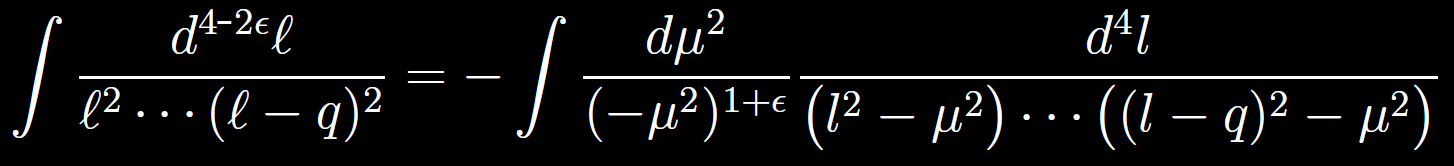 ∫ d^{4-2ϵ}ℓ / (ℓ² ⋯ (ℓ − q)²) = − ∫ dμ² / (−μ²)^{1+ϵ} d⁴l / ((l² − μ²) ⋯ ((l − q)² − μ²))